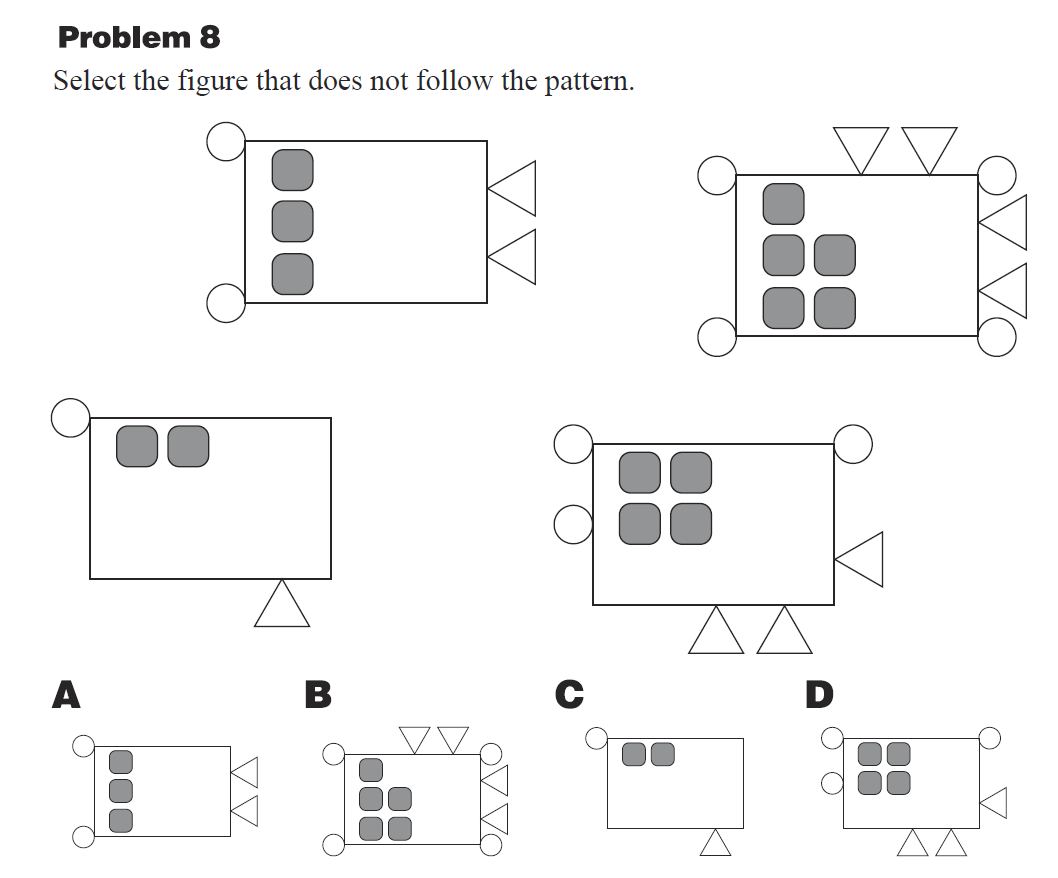 Problem 8
Select the figure that does not follow the pattern.
A B C D